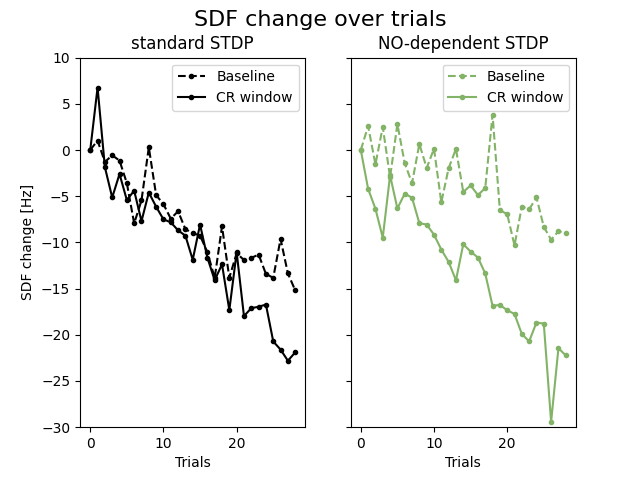 SDF change over trials
standard STDP
NO-dependent STDP
Baseline
CR window
Baseline
CR window
SDF change [Hz]
10
5
0
−5
−10
−15
−20
−25
−30
0
10
20
0
10
20
Trials
Trials